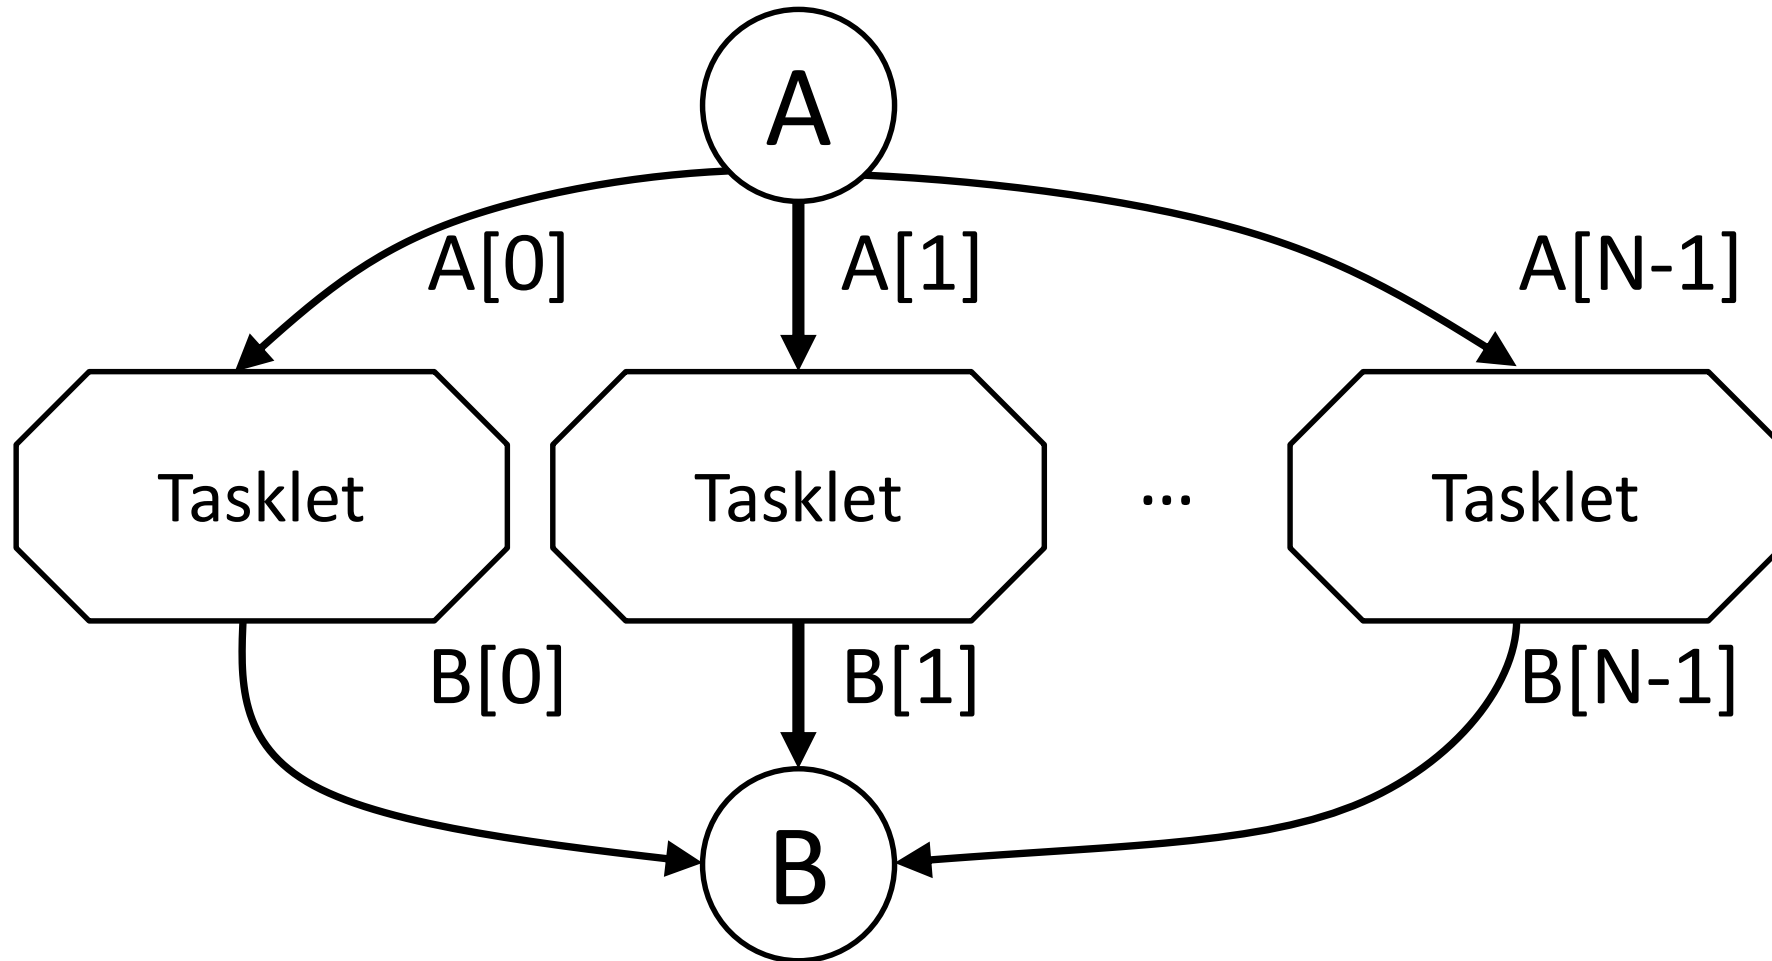 A
A[0] A[1] A[N-1]
Tasklet Tasklet ... Tasklet
B[0] B[1] B[N-1]
B